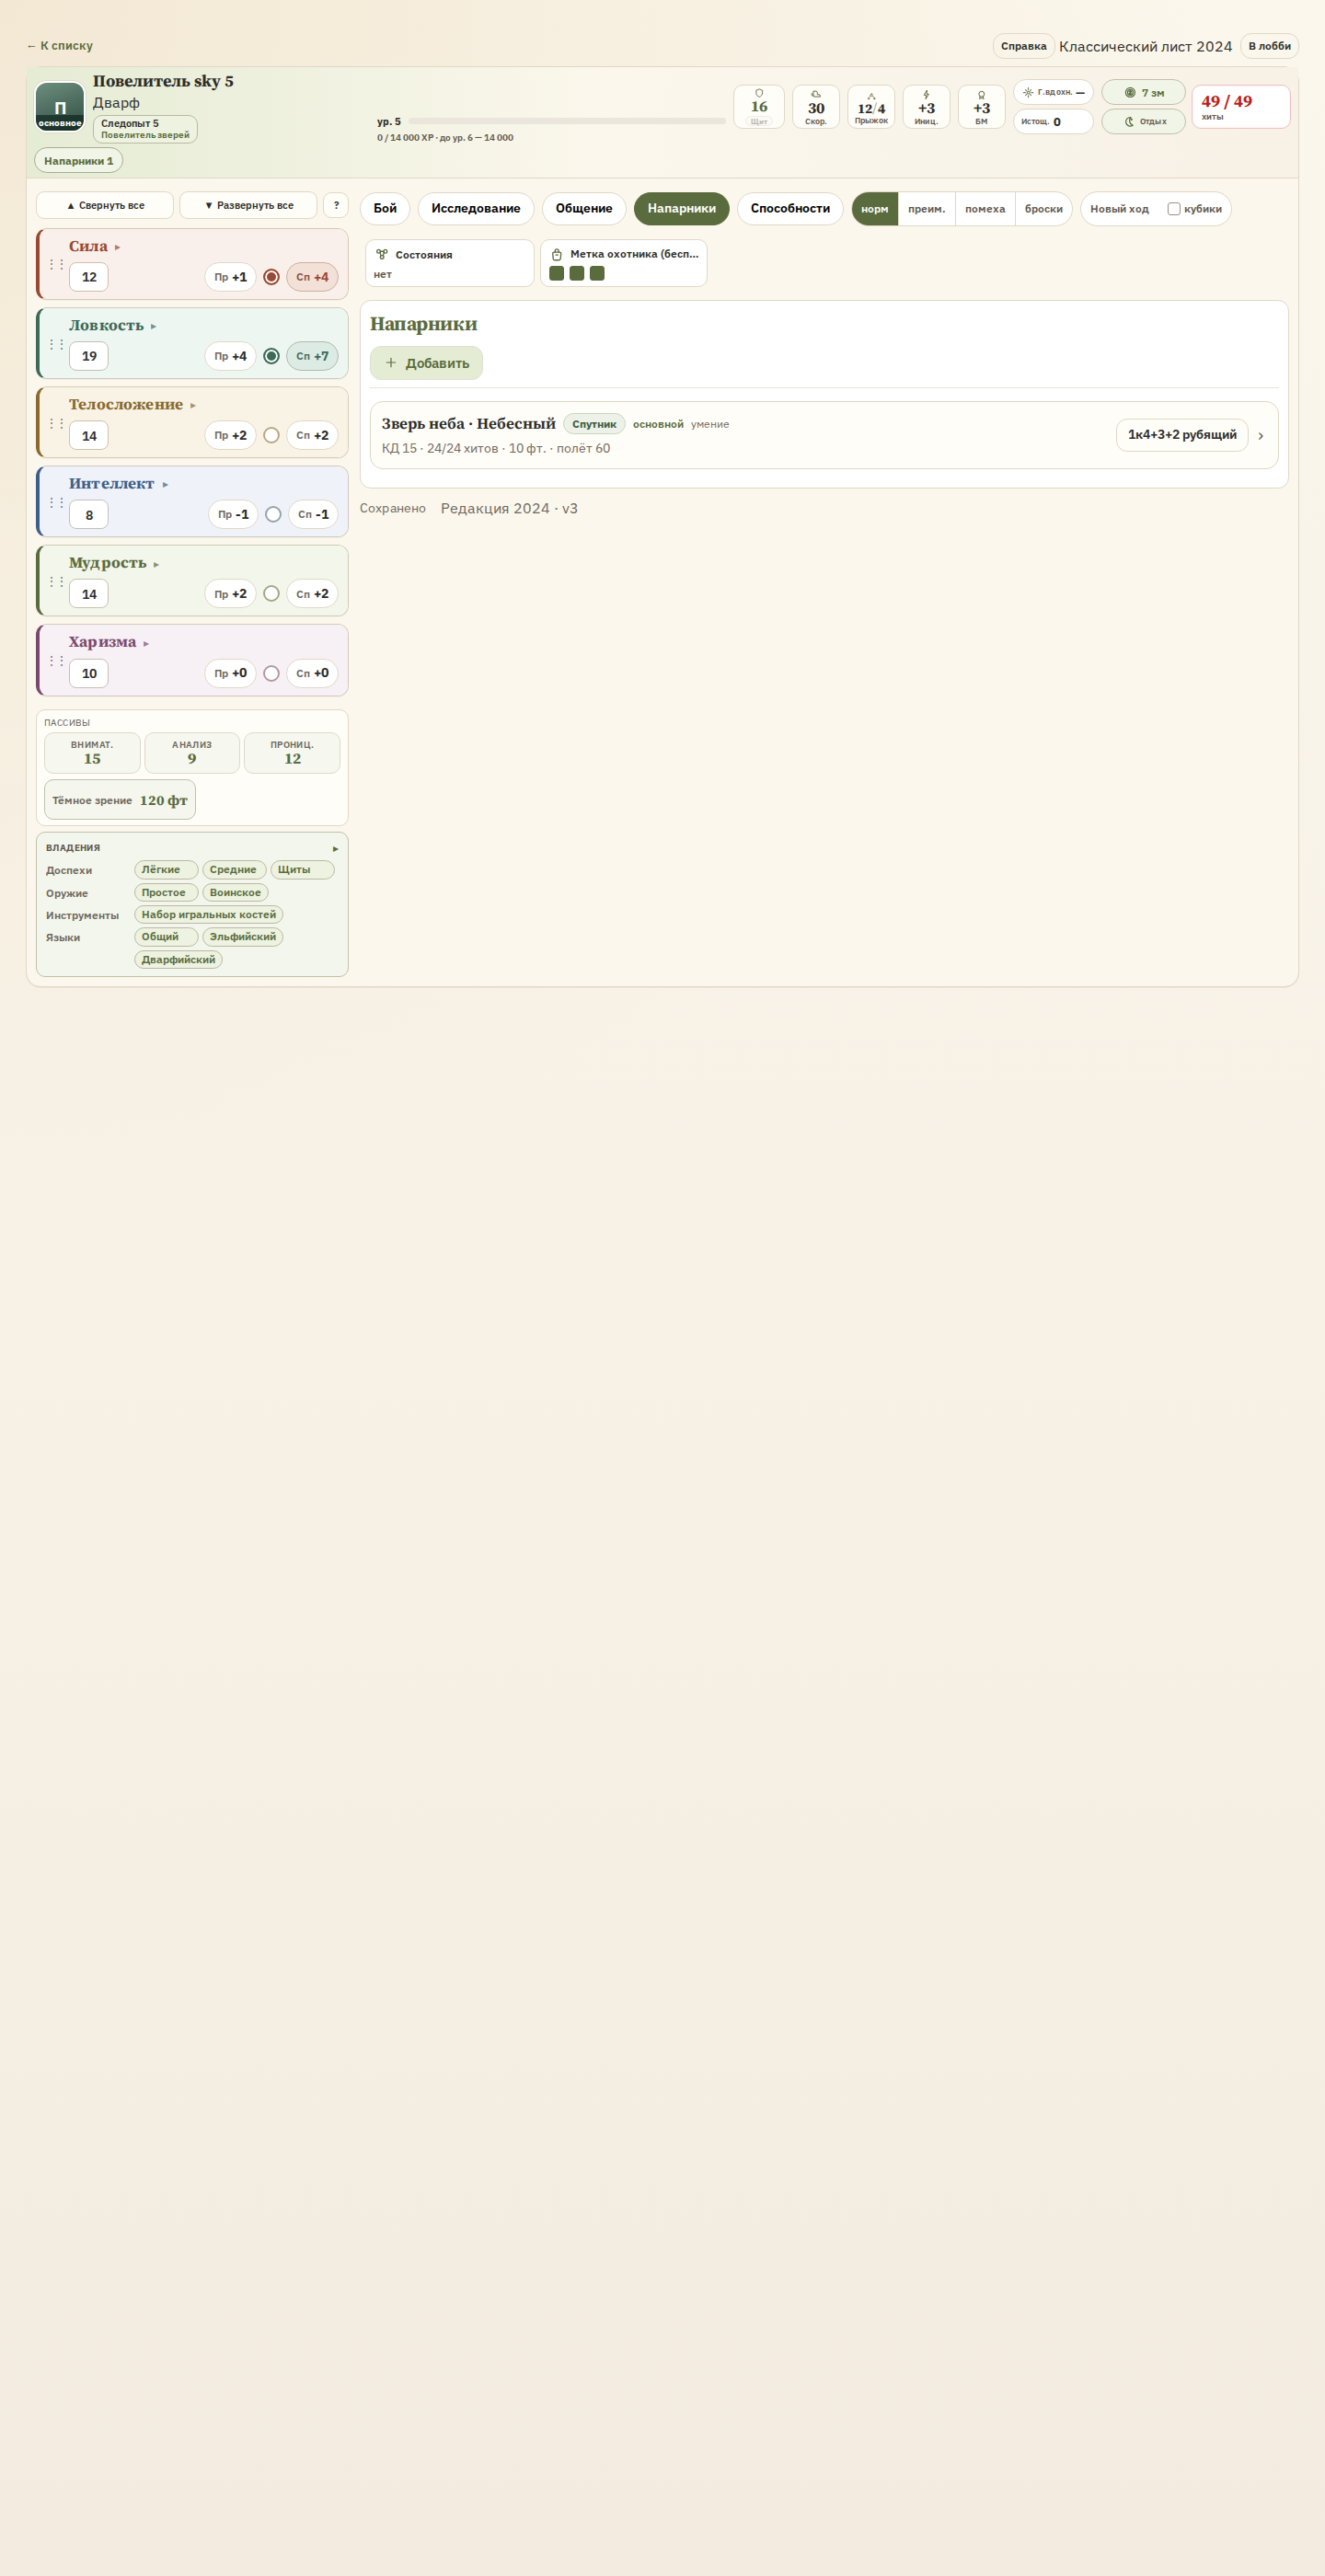 ← К списку
Справка Классический лист 2024 В лобби
П
основное
Повелитель sky 5
Дварф
Следопыт 5
Повелитель зверей
Напарники 1
ур. 5
0 / 14 000 XP · до ур. 6 — 14 000
16
Щит
30
Скор.
12/4
Прыжок
+3
Иниц.
+3
БМ
Г.вдохн. —
Истощ. 0
7 зм
Отдых
49 / 49
хиты
▲ Свернуть все ▼ Развернуть все ?
Сила ▸
12 Пр +1 Сп +4
Ловкость ▸
19 Пр +4 Сп +7
Телосложение ▸
14 Пр +2 Сп +2
Интеллект ▸
8 Пр -1 Сп -1
Мудрость ▸
14 Пр +2 Сп +2
Харизма ▸
10 Пр +0 Сп +0
ПАССИВЫ
ВНИМАТ. АНАЛИЗ ПРОНИЦ.
15 9 12
Тёмное зрение 120 фт
ВЛАДЕНИЯ ▸
Доспехи Лёгкие Средние Щиты
Оружие Простое Воинское
Инструменты Набор игральных костей
Языки Общий Эльфийский
Дварфийский
Бой Исследование Общение Напарники Способности норм преим. помеха броски Новый ход кубики
Состояния
нет
Метка охотника (бесп...
Напарники
+ Добавить
Зверь неба · Небесный Спутник основной умение
КД 15 · 24/24 хитов · 10 фт. · полёт 60
1к4+3+2 рубящий ›
Сохранено Редакция 2024 · v3